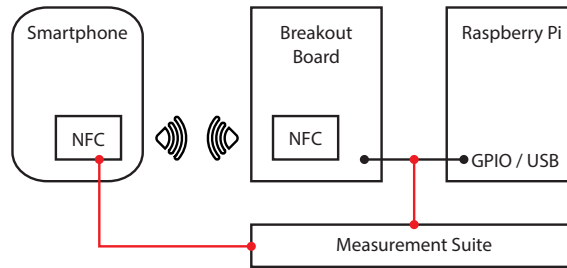 Smartphone
NFC
Breakout
Board
NFC
Raspberry Pi
GPIO / USB
Measurement Suite